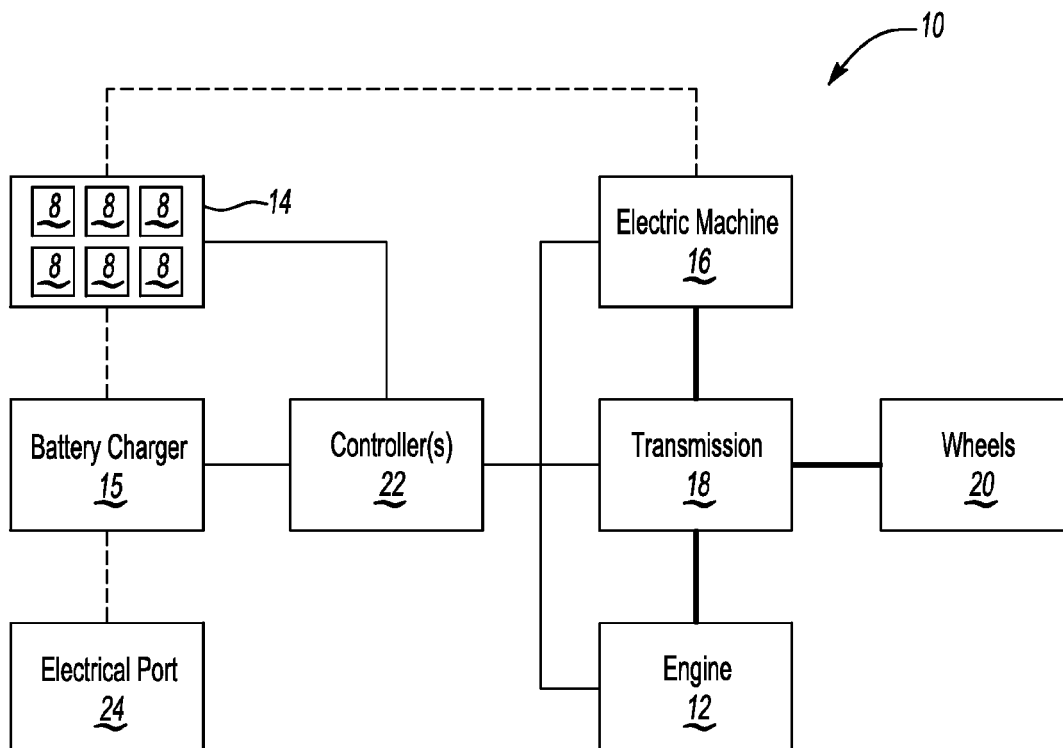 10
8 8 8
14
8 8 8
Electric Machine
16
Battery Charger
15
Controller(s)
22
Transmission
18
Wheels
20
Electrical Port
24
Engine
12